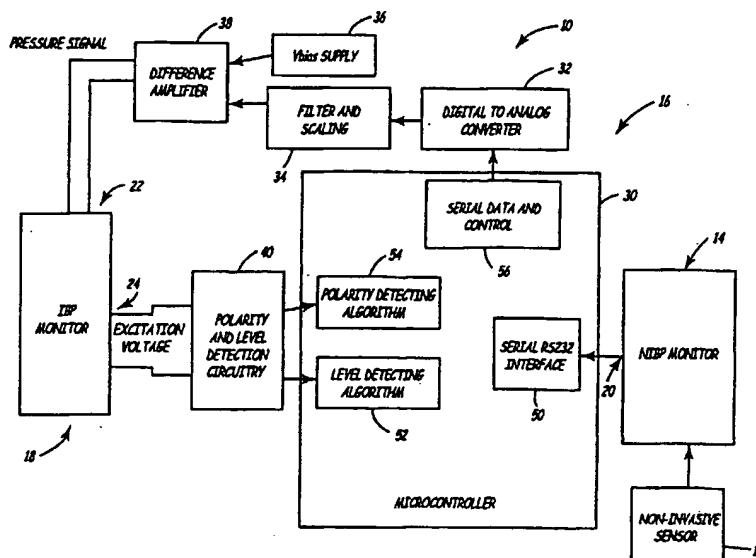 38
36
10
PRESSURE SIGNAL
DIFFERENCE
AMPLIFIER
Vbias SUPPLY
32
FILTER AND
SCALING
DIGITAL TO ANALOG
CONVERTER
16
34
30
22
SERIAL DATA AND
CONTROL
56
14
40
54
24
IBP
MONITOR
EXCITATION
VOLTAGE
POLARITY
AND LEVEL
DETECTION
CIRCUITRY
POLARITY DETECTING
ALGORITHM
LEVEL DETECTING
ALGORITHM
52
SERIAL RS232
INTERFACE
50
20
NIBP MONITOR
18
MICROCONTROLLER
NON-INVASIVE
SENSOR